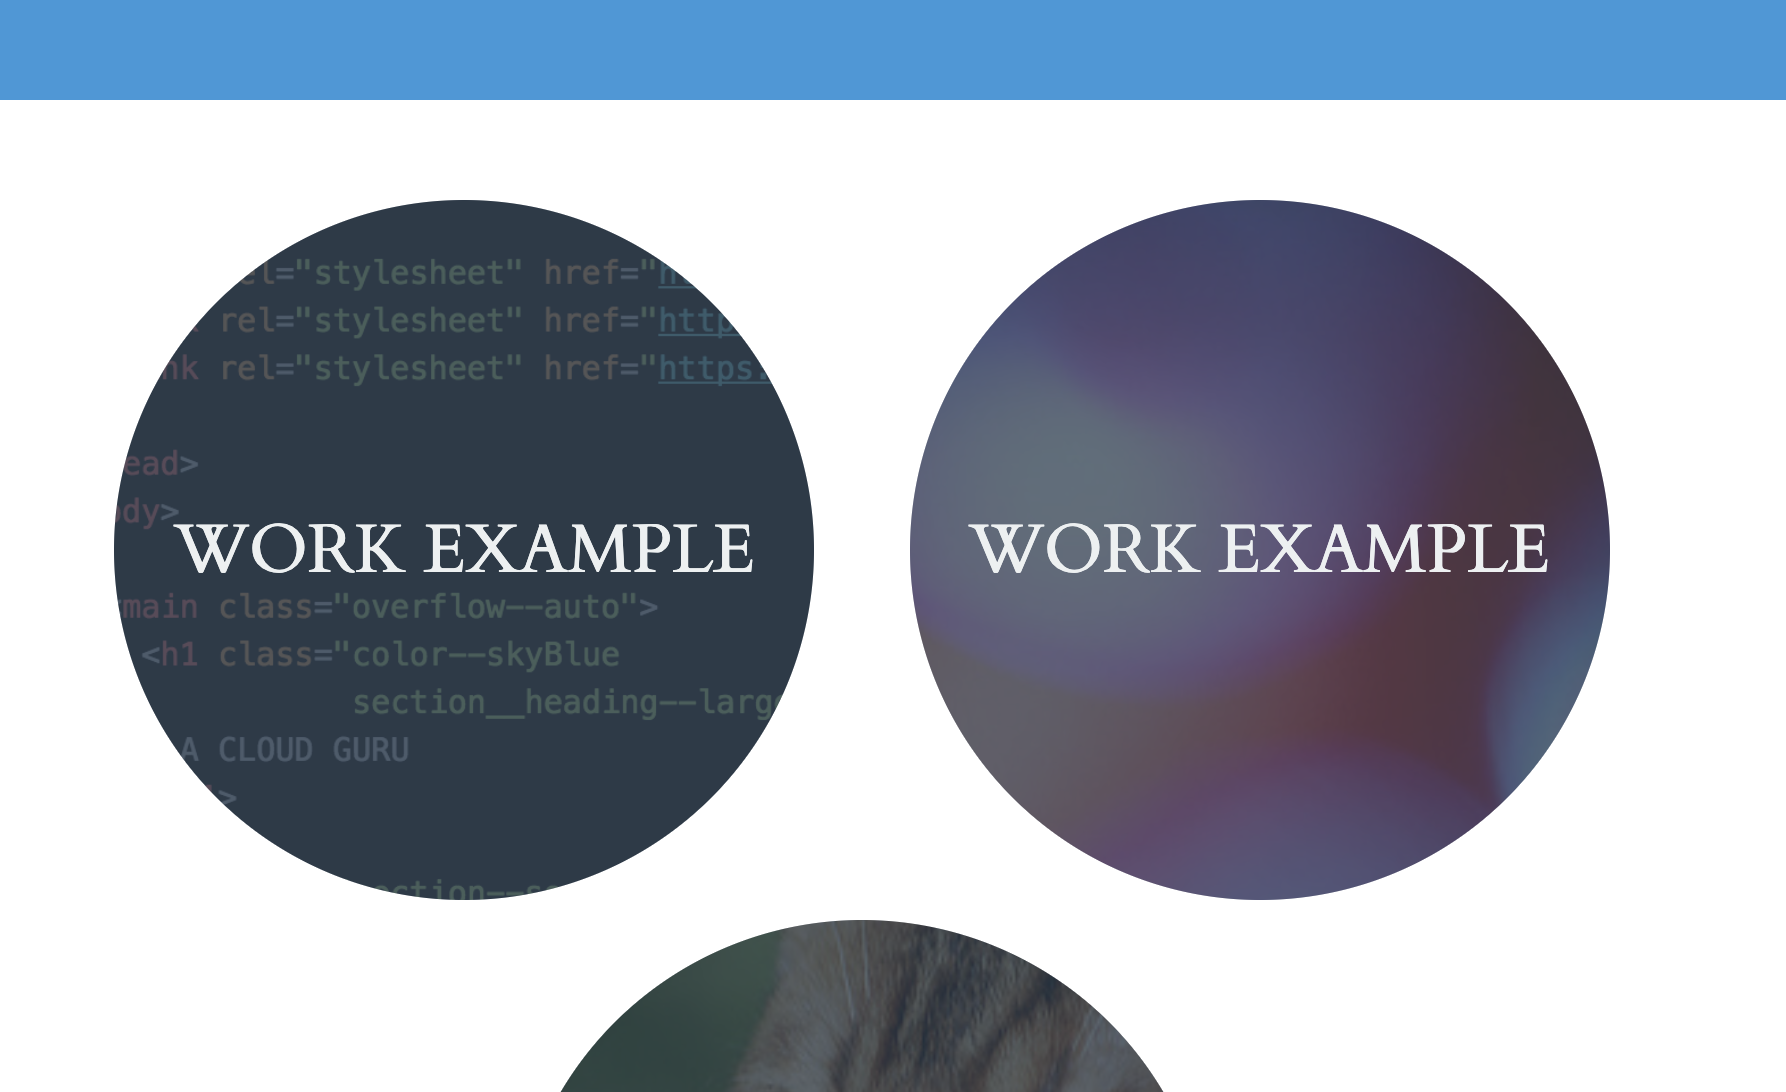 el="stylesheet" href="h
rel="stylesheet" href="http
nk rel="stylesheet" href="https:
ead>
dy>
WORK EXAMPLE
WORK EXAMPLE
main class="overflow--auto">
<h1 class="color--skyBlue
section__heading--large
A CLOUD GURU
>
ection--s